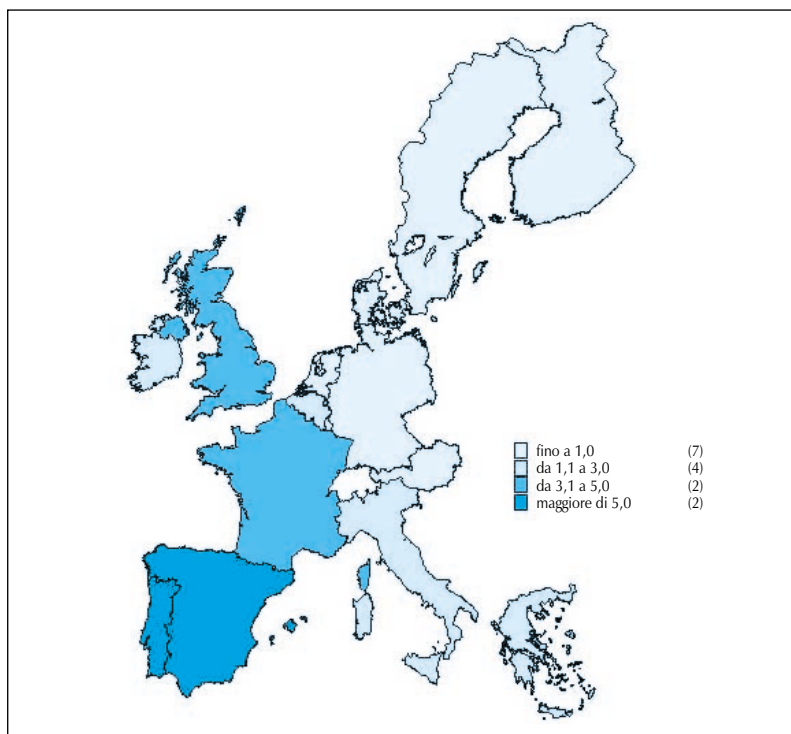 fino a 1,0 (7)
da 1,1 a 3,0 (4)
da 3,1 a 5,0 (2)
maggiore di 5,0 (2)